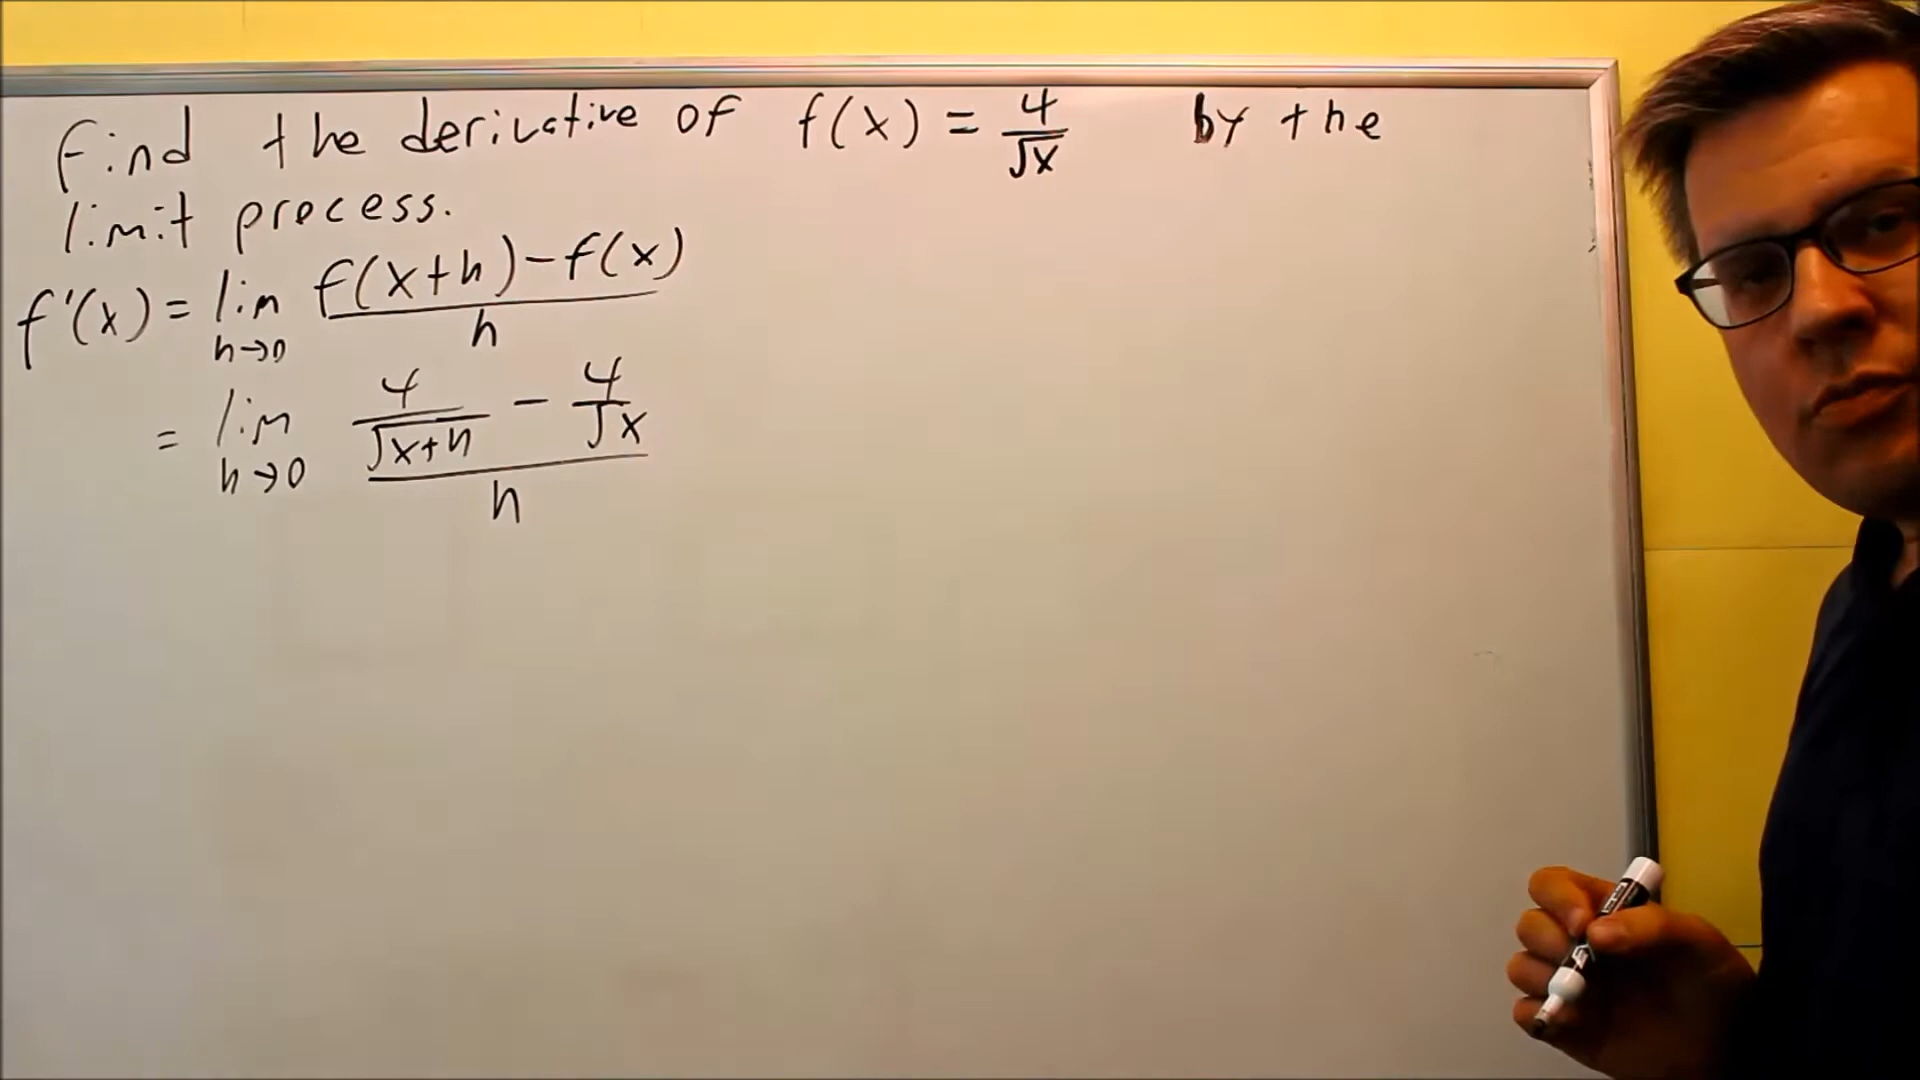 Find the derivative of f(x) = 4/√x by the
limit process.
f'(x) = lim h→0 (f(x+h) - f(x))/h
= lim h→0 (4/√(x+h) - 4/√x)/h